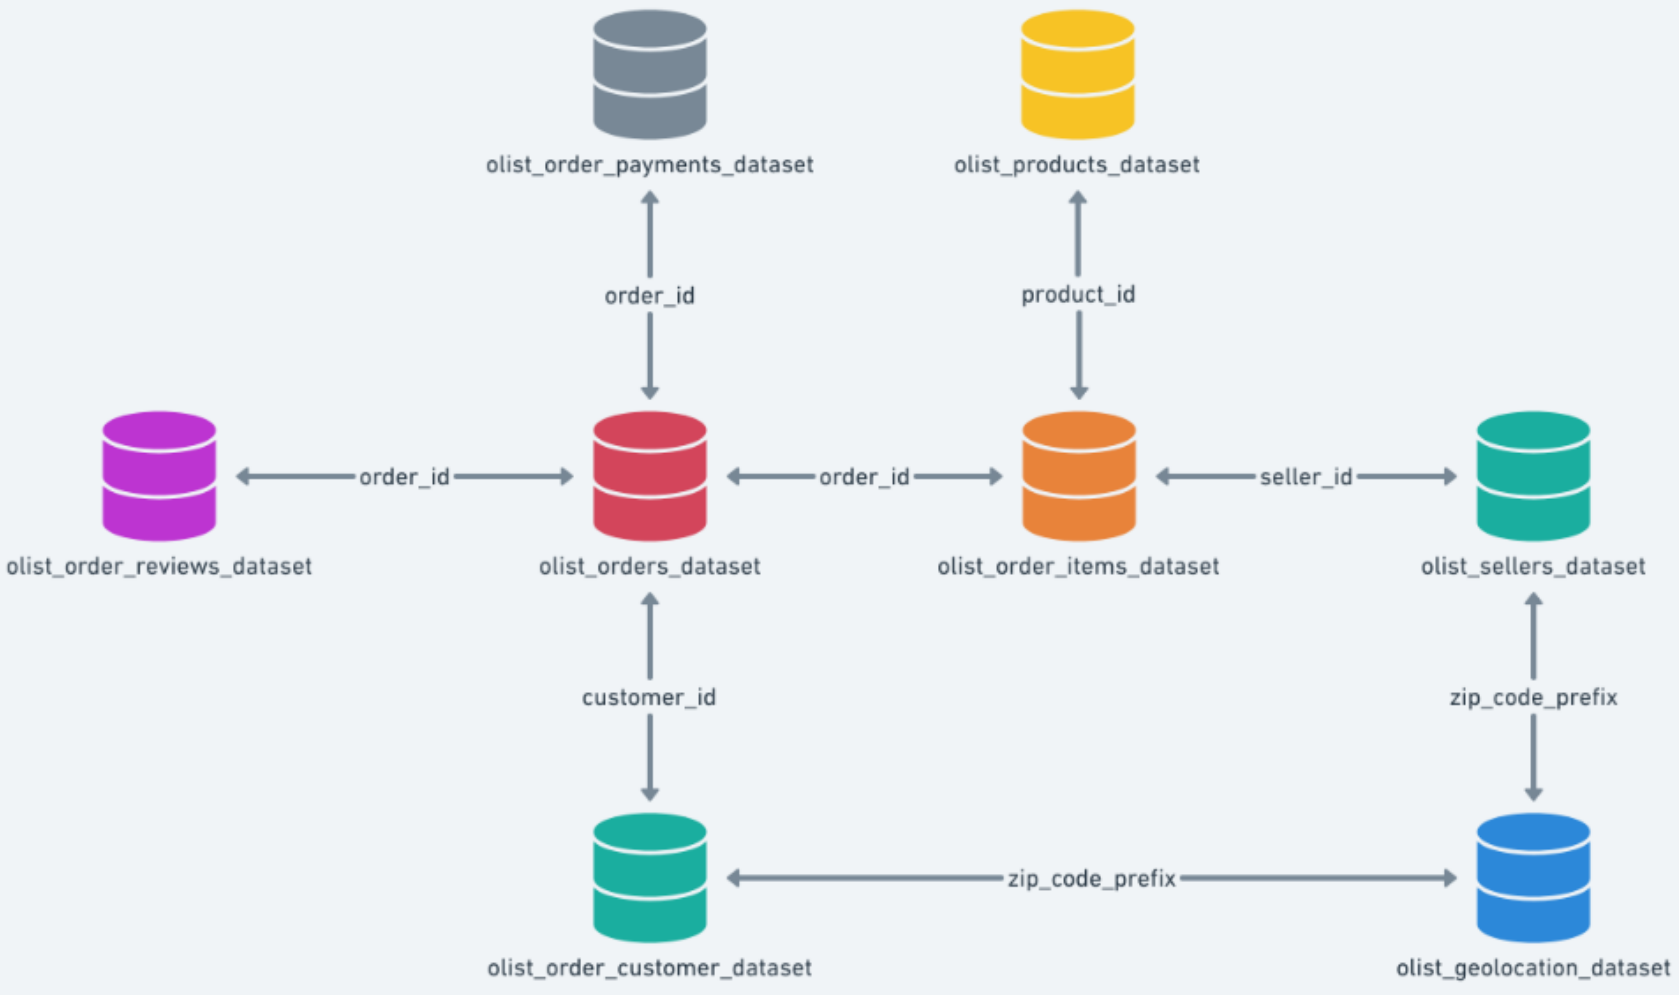 olist_order_payments_dataset
olist_products_dataset
order_id
product_id
order_id
order_id
seller_id
olist_order_reviews_dataset
olist_orders_dataset
olist_order_items_dataset
olist_sellers_dataset
customer_id
zip_code_prefix
zip_code_prefix
olist_order_customer_dataset
olist_geolocation_dataset